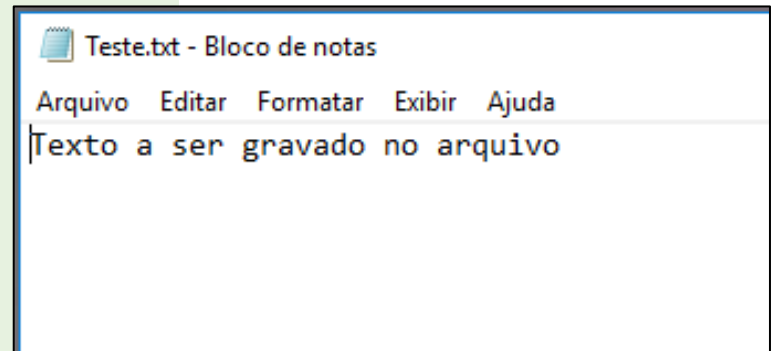 Teste.txt - Bloco de notas
Arquivo Editar Formatar Exibir Ajuda
Texto a ser gravado no arquivo